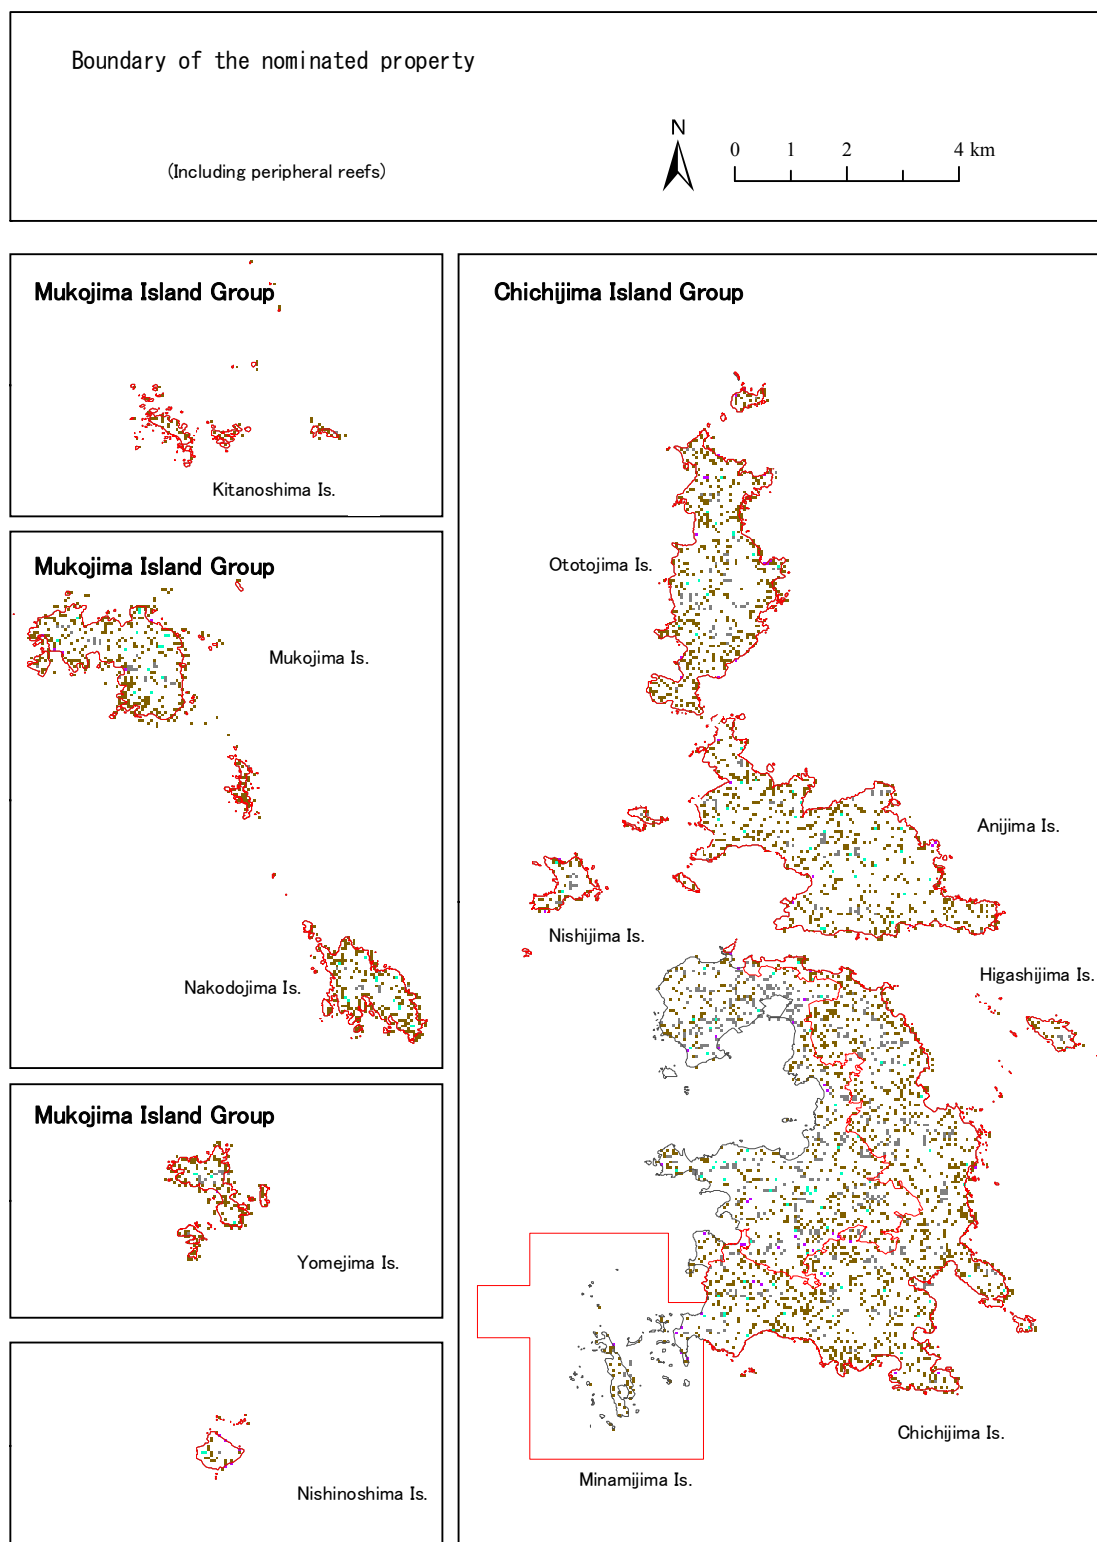 Boundary of the nominated property
(Including peripheral reefs)
N
0 1 2 4 km
Mukojima Island Group
Kitanoshima Is.
Mukojima Island Group
Mukojima Is.
Nakodojima Is.
Mukojima Island Group
Yomejima Is.
Nishinoshima Is.
Chichijima Island Group
Ototojima Is.
Anijima Is.
Nishijima Is.
Higashijima Is.
Chichijima Is.
Minamijima Is.